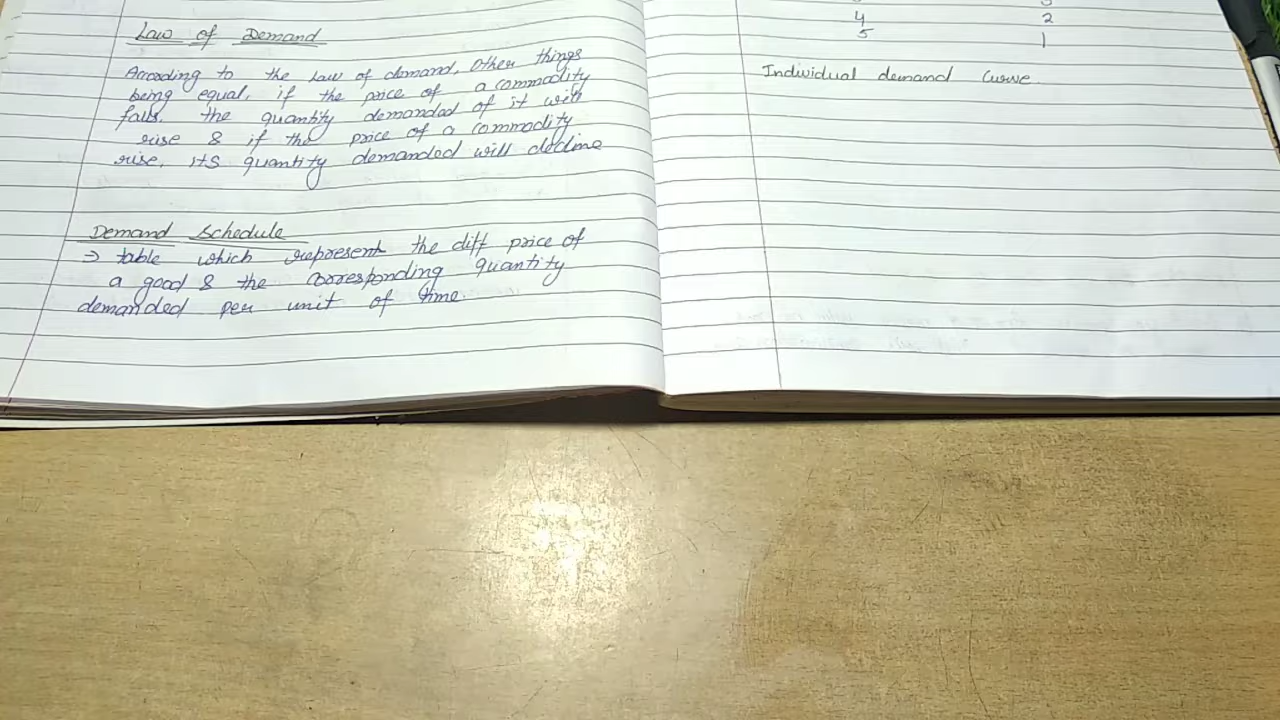 Law of Demand
According to the Law of demand, Other things
being equal, if the price of a commodity
falls. the quantity demanded of it will
rise & if the price of a commodity
rise, its quantity demanded will decline
Demand Schedule
⇒ table which represent the diff price of
a good & the corresponding quantity
demanded per unit of time.
4 2
5 1
Individual demand curve